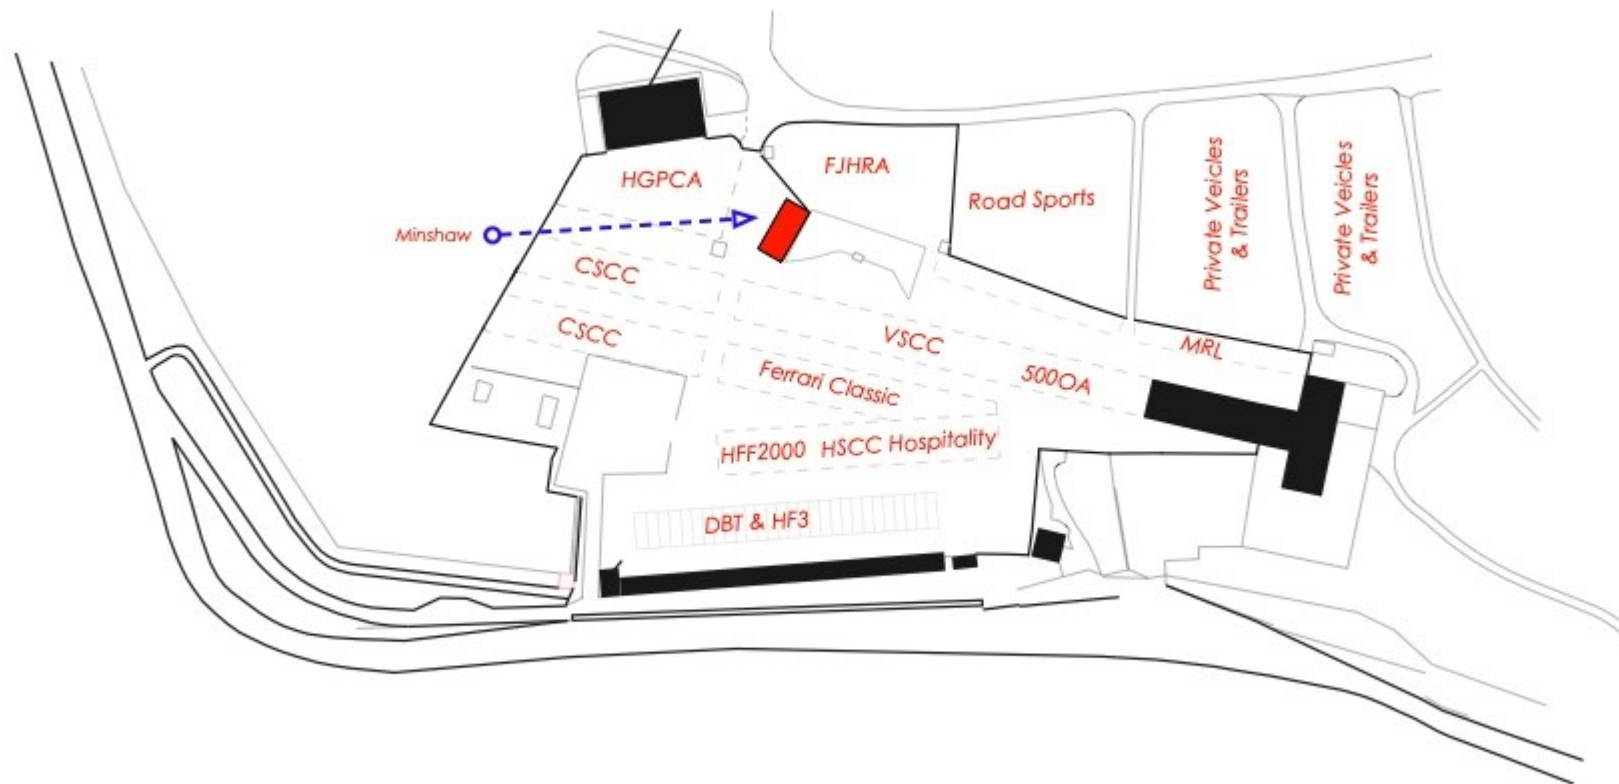 HGPCA
FJHRA
Road Sports
Private Veicles
& Trailers
Private Veicles
& Trailers
Minshaw
CSCC
CSCC
VSCC
MRL
500OA
Ferrari Classic
HFF2000 HSCC Hospitality
DBT & HF3